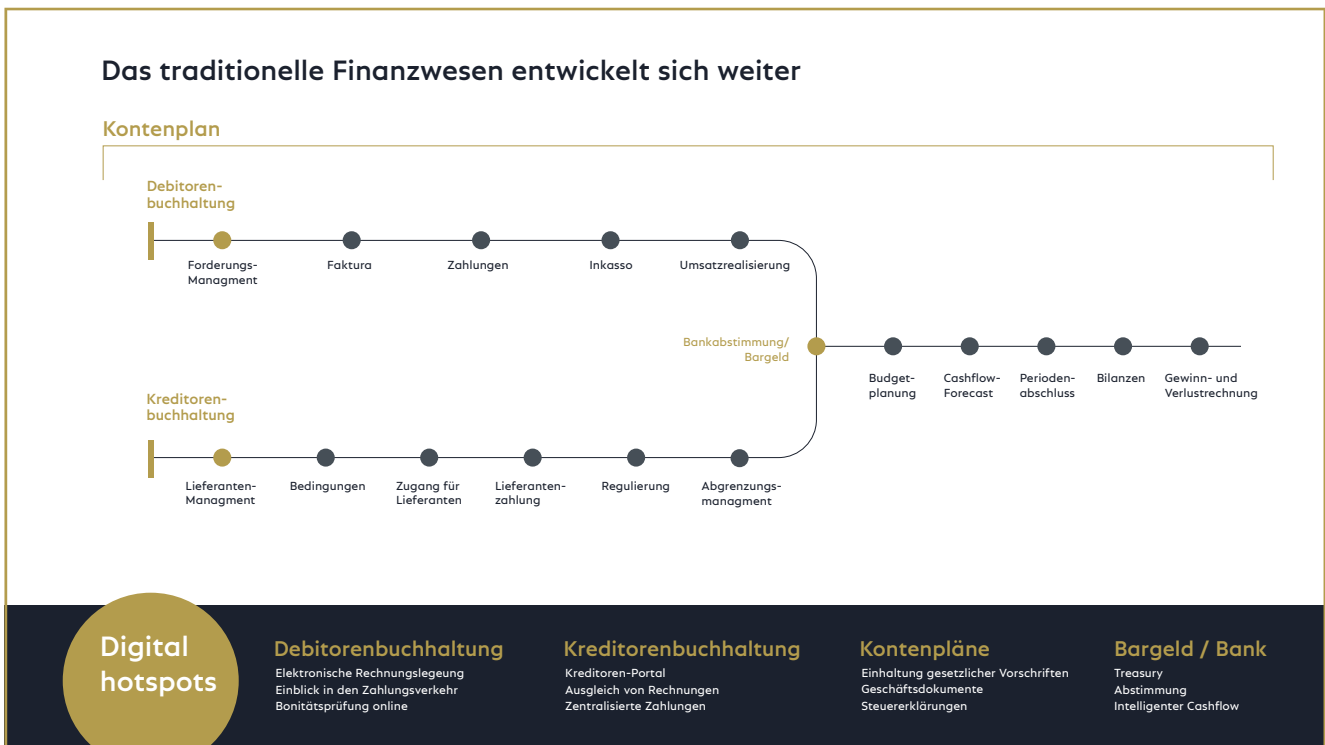 Das traditionelle Finanzwesen entwickelt sich weiter
Kontenplan
Debitoren-
buchhaltung
Forderungs-
Managment
Faktura
Zahlungen
Inkasso
Umsatzrealisierung
Bankabstimmung/
Bargeld
Budget-
planung
Cashflow-
Forecast
Perioden-
abschluss
Bilanzen
Gewinn- und
Verlustrechnung
Kreditoren-
buchhaltung
Lieferanten-
Managment
Bedingungen
Zugang für
Lieferanten
Lieferanten-
zahlung
Regulierung
Abgrenzungs-
managment
Digital
hotspots
Debitorenbuchhaltung
Elektronische Rechnungslegeung
Einblick in den Zahlungsverkehr
Bonitätsprüfung online
Kreditorenbuchhaltung
Kreditoren-Portal
Ausgleich von Rechnungen
Zentralisierte Zahlungen
Kontenpläne
Einhaltung gesetzlicher Vorschriften
Geschäftsdokumente
Steuererklärungen
Bargeld / Bank
Treasury
Abstimmung
Intelligenter Cashflow